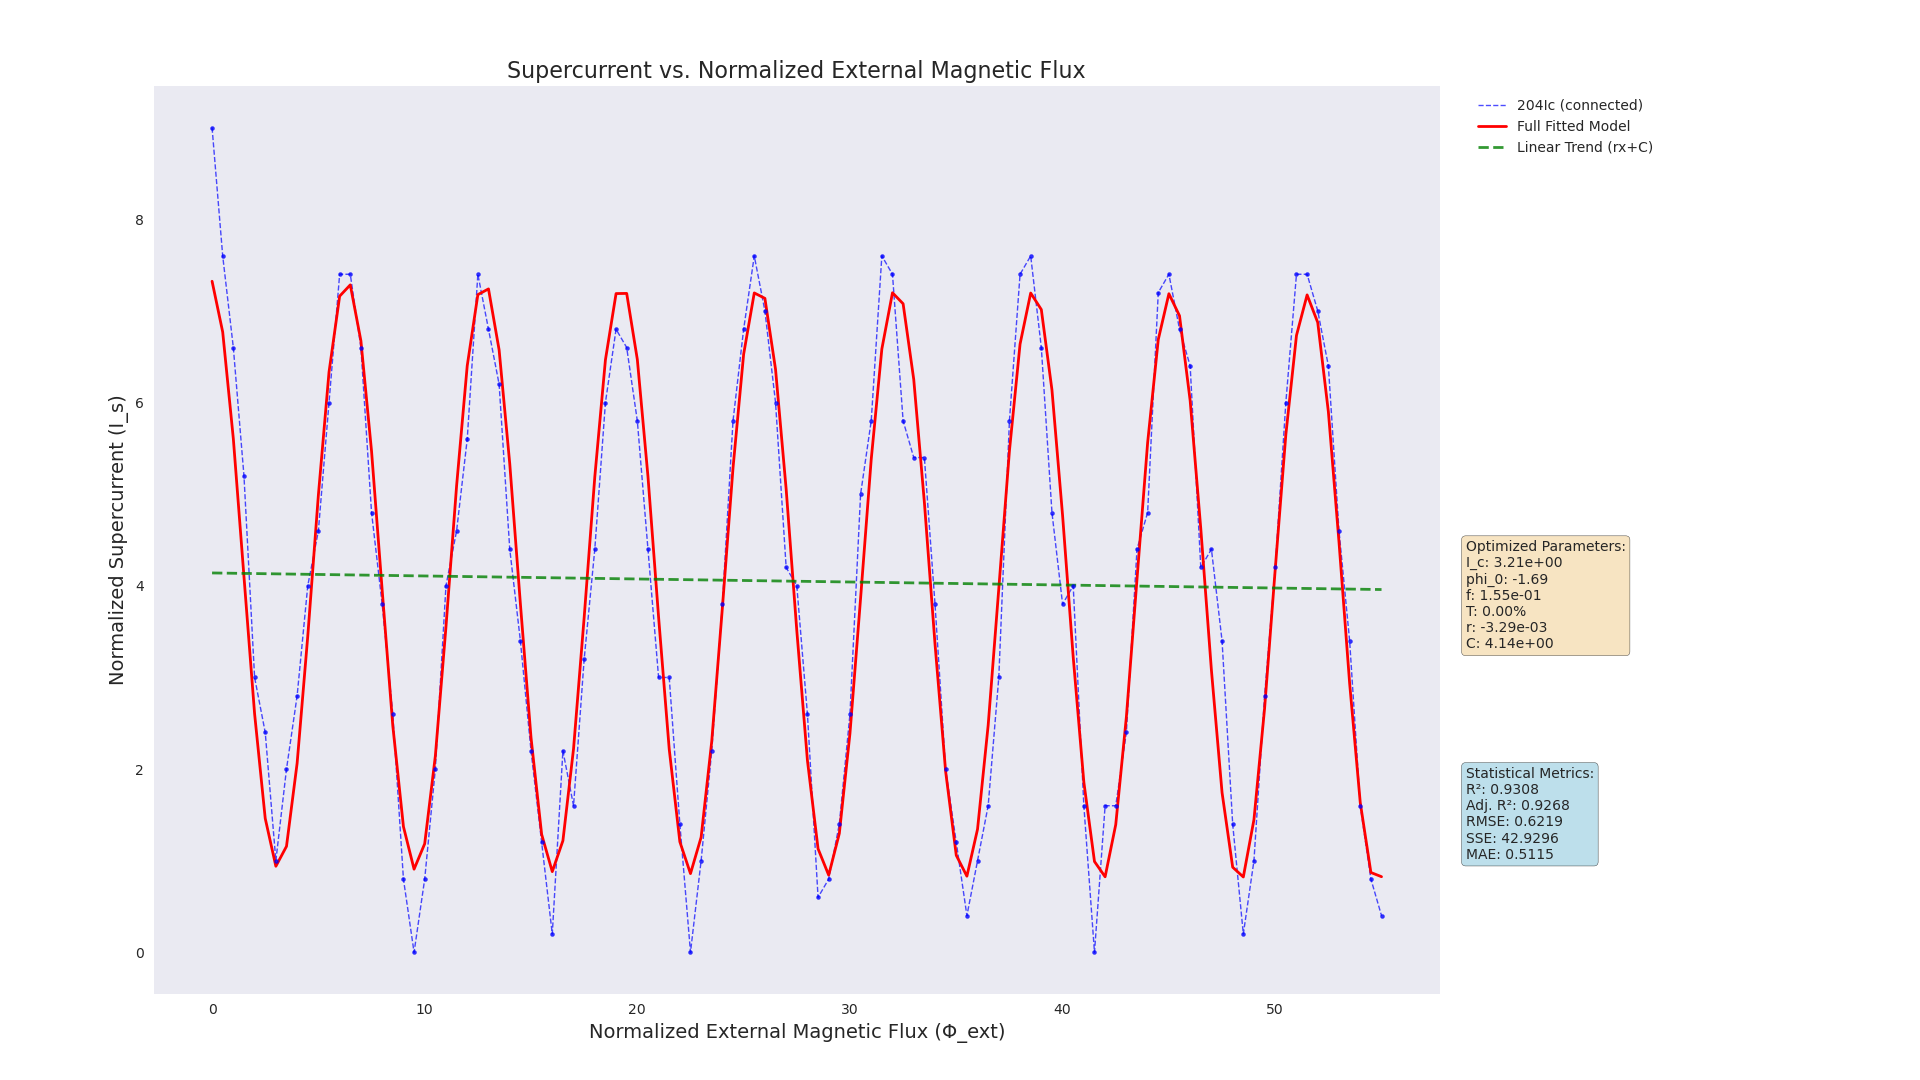 Supercurrent vs. Normalized External Magnetic Flux
204Ic (connected)
Full Fitted Model
Linear Trend (rx+C)
Normalized Supercurrent (I_s)
8
6
4
2
0
0 10 20 30 40 50
Normalized External Magnetic Flux (Φ_ext)
Optimized Parameters:
I_c: 3.21e+00
phi_0: -1.69
f: 1.55e-01
T: 0.00%
r: -3.29e-03
C: 4.14e+00
Statistical Metrics:
R²: 0.9308
Adj. R²: 0.9268
RMSE: 0.6219
SSE: 42.9296
MAE: 0.5115